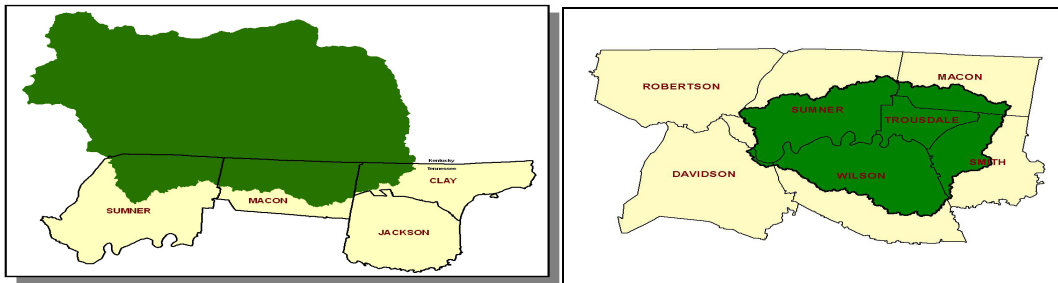 Kentucky
Tennessee
CLAY
MACON
SUMNER
JACKSON
MACON
ROBERTSON
SUMNER
TROUSDALE
SMITH
DAVIDSON
WILSON